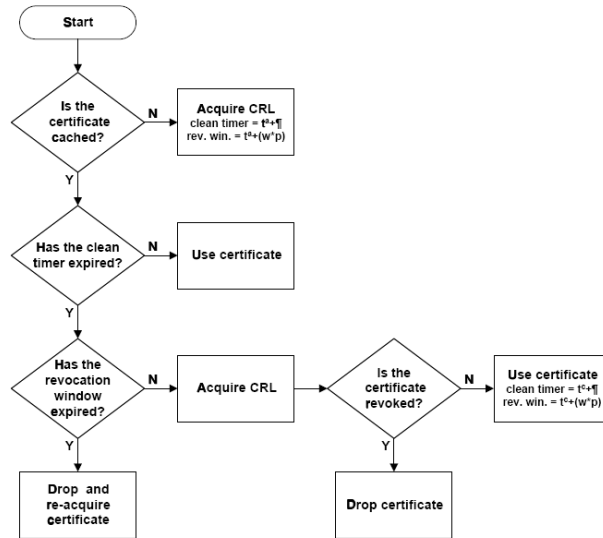 Start
Is the
certificate
cached?
N
Acquire CRL
clean timer = tª+¶
rev. win. = tª+(w*p)
Y
Has the clean
timer expired?
N
Use certificate
Y
Has the
revocation
window
expired?
N
Acquire CRL
Is the
certificate
revoked?
N
Use certificate
clean timer = tᶜ+¶
rev. win. = tᶜ+(w*p)
Y
Y
Drop and
re-acquire
certificate
Drop certificate